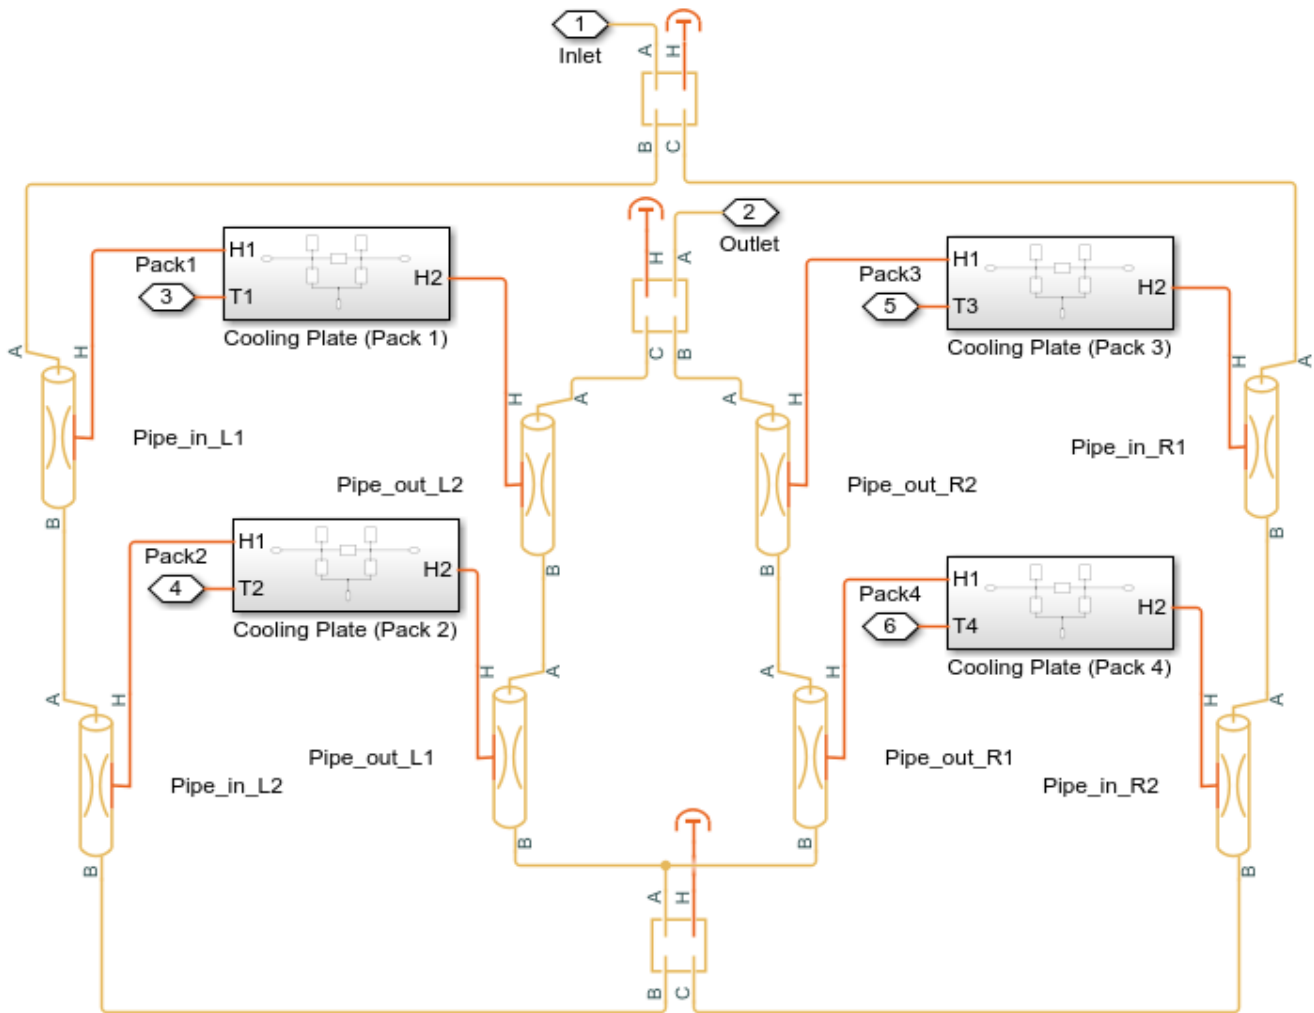 1
Inlet
A
H
B
C
2
Outlet
H
A
C
B
Pack1
3
H1
T1
H2
Cooling Plate (Pack 1)
Pack3
5
H1
T3
H2
Cooling Plate (Pack 3)
A
H
Pipe_in_L1
B
H
A
Pipe_out_L2
B
A
H
Pipe_out_R2
B
H
A
Pipe_in_R1
B
Pack2
4
H1
T2
H2
Cooling Plate (Pack 2)
Pack4
6
H1
T4
H2
Cooling Plate (Pack 4)
A
H
Pipe_in_L2
B
H
A
Pipe_out_L1
B
A
H
Pipe_out_R1
B
H
A
Pipe_in_R2
B
A
H
B
C